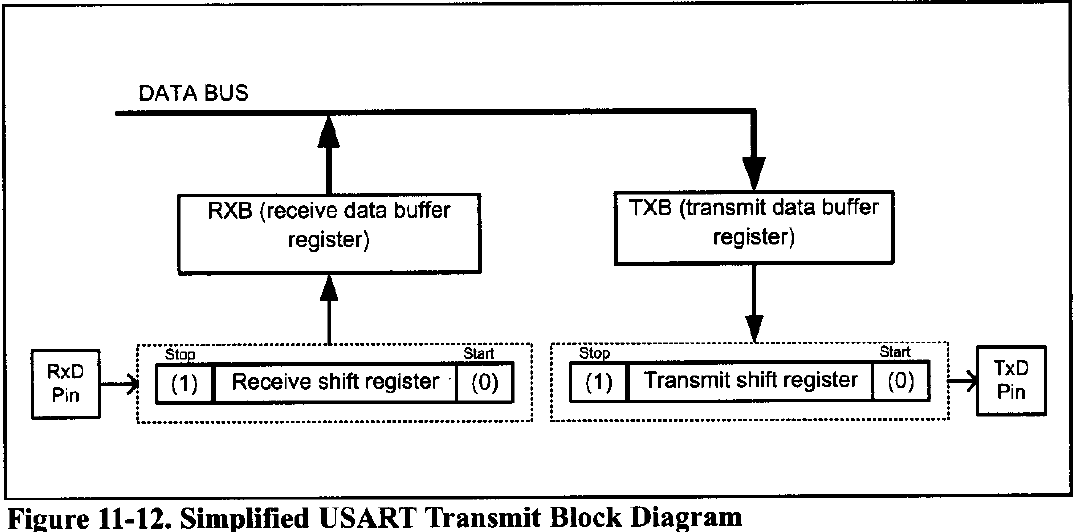 DATA BUS
RXB (receive data buffer
register)
TXB (transmit data buffer
register)
RxD
Pin
Stop
Start
(1)
Receive shift register
(0)
Stop
Start
(1)
Transmit shift register
(0)
TxD
Pin
Figure 11-12. Simplified USART Transmit Block Diagram